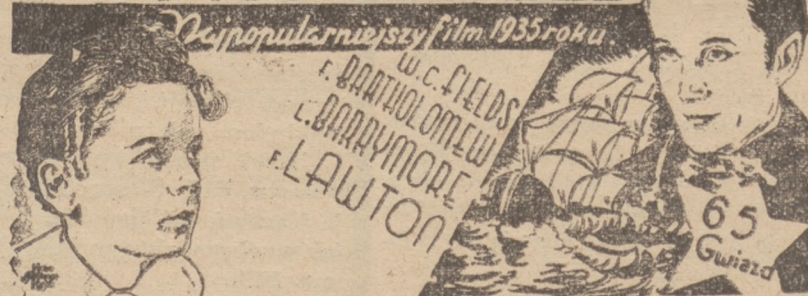 Najpopularniejszy film 1935 roku.
W.C. FIELDS
F. BARTHOLOMEW
L. BARRYMORE
F. LAWTON
65
Gwiazd